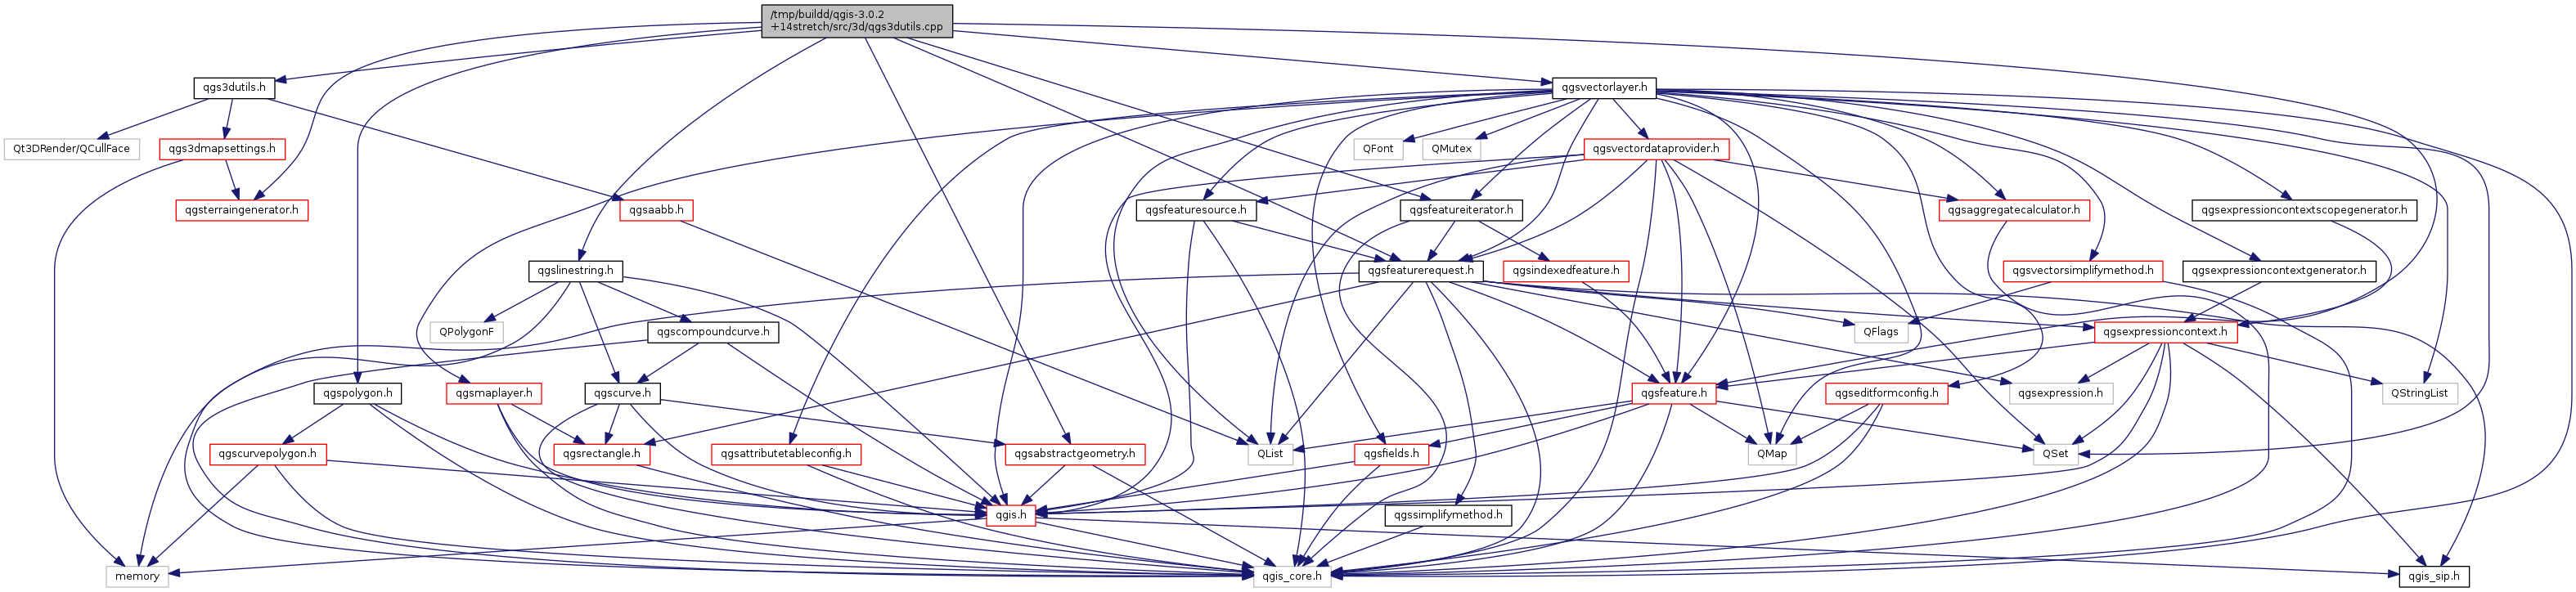 /tmp/buildd/qgis-3.0.2
+14stretch/src/3d/qgs3dutils.cpp
qgs3dutils.h
qgsvectorlayer.h
Qt3DRender/QCullFace
qgs3dmapsettings.h
QFont
QMutex
qgsvectordataprovider.h
qgsterraingenerator.h
qgsaabb.h
qgsfeaturesource.h
qgsfeatureiterator.h
qgsaggregatecalculator.h
qgsexpressioncontextscopegenerator.h
qgslinestring.h
qgsfeaturerequest.h
qgsindexedfeature.h
qgsvectorsimplifymethod.h
qgsexpressioncontextgenerator.h
QPolygonF
qgscompoundcurve.h
QFlags
qgsexpressioncontext.h
qgspolygon.h
qgsmaplayer.h
qgscurve.h
qgsfeature.h
qgseditformconfig.h
qgsexpression.h
QStringList
qgscurvepolygon.h
qgsrectangle.h
qgsattributetableconfig.h
qgsabstractgeometry.h
QList
qgsfields.h
QMap
QSet
qgis.h
qgssimplifymethod.h
memory
qgis_core.h
qgis_sip.h